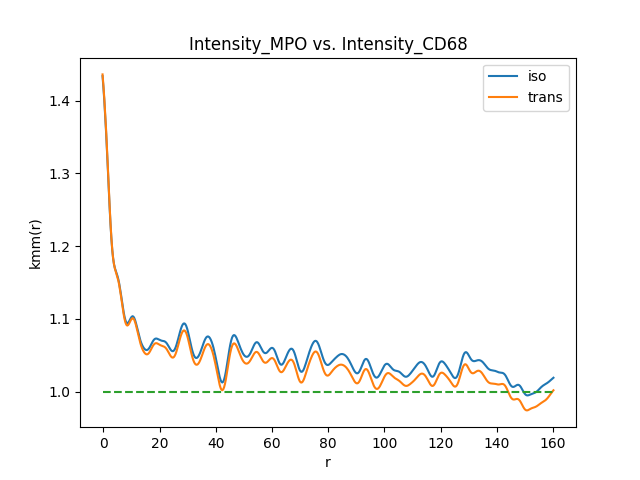 Intensity_MPO vs. Intensity_CD68
iso
trans
kmm(r)
1.4
1.3
1.2
1.1
1.0
0 20 40 60 80 100 120 140 160
r